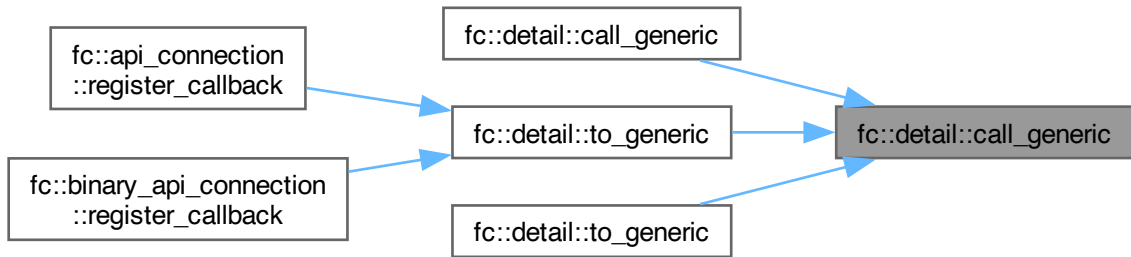 fc::api_connection
::register_callback
fc::binary_api_connection
::register_callback
fc::detail::call_generic
fc::detail::to_generic
fc::detail::to_generic
fc::detail::call_generic